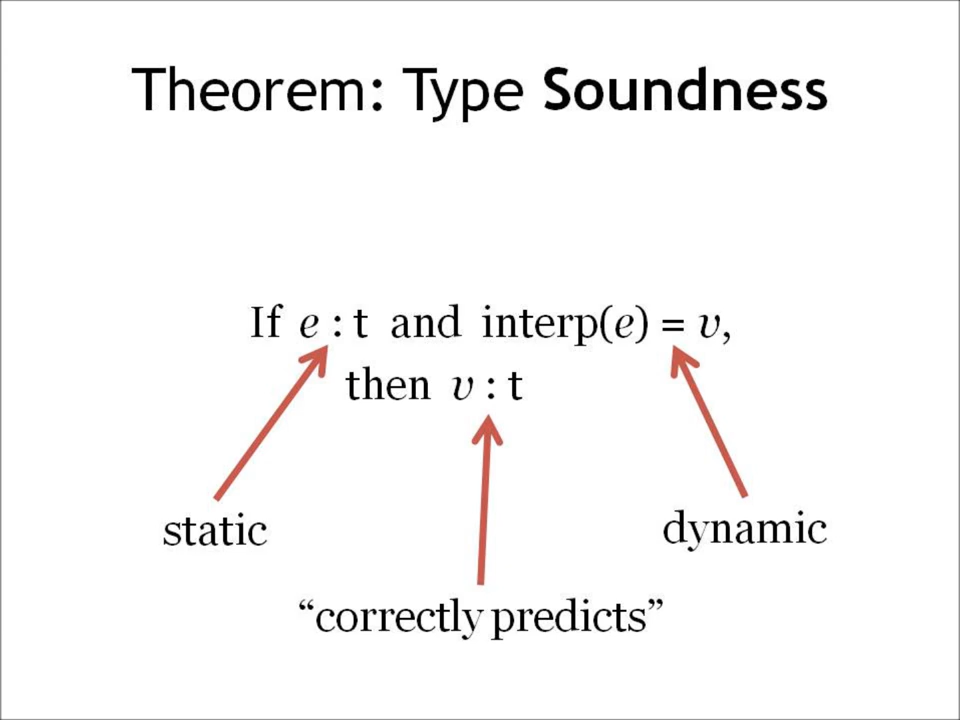 Theorem: Type Soundness
If e : t and interp(e) = v,
then v : t
static
dynamic
“correctly predicts”